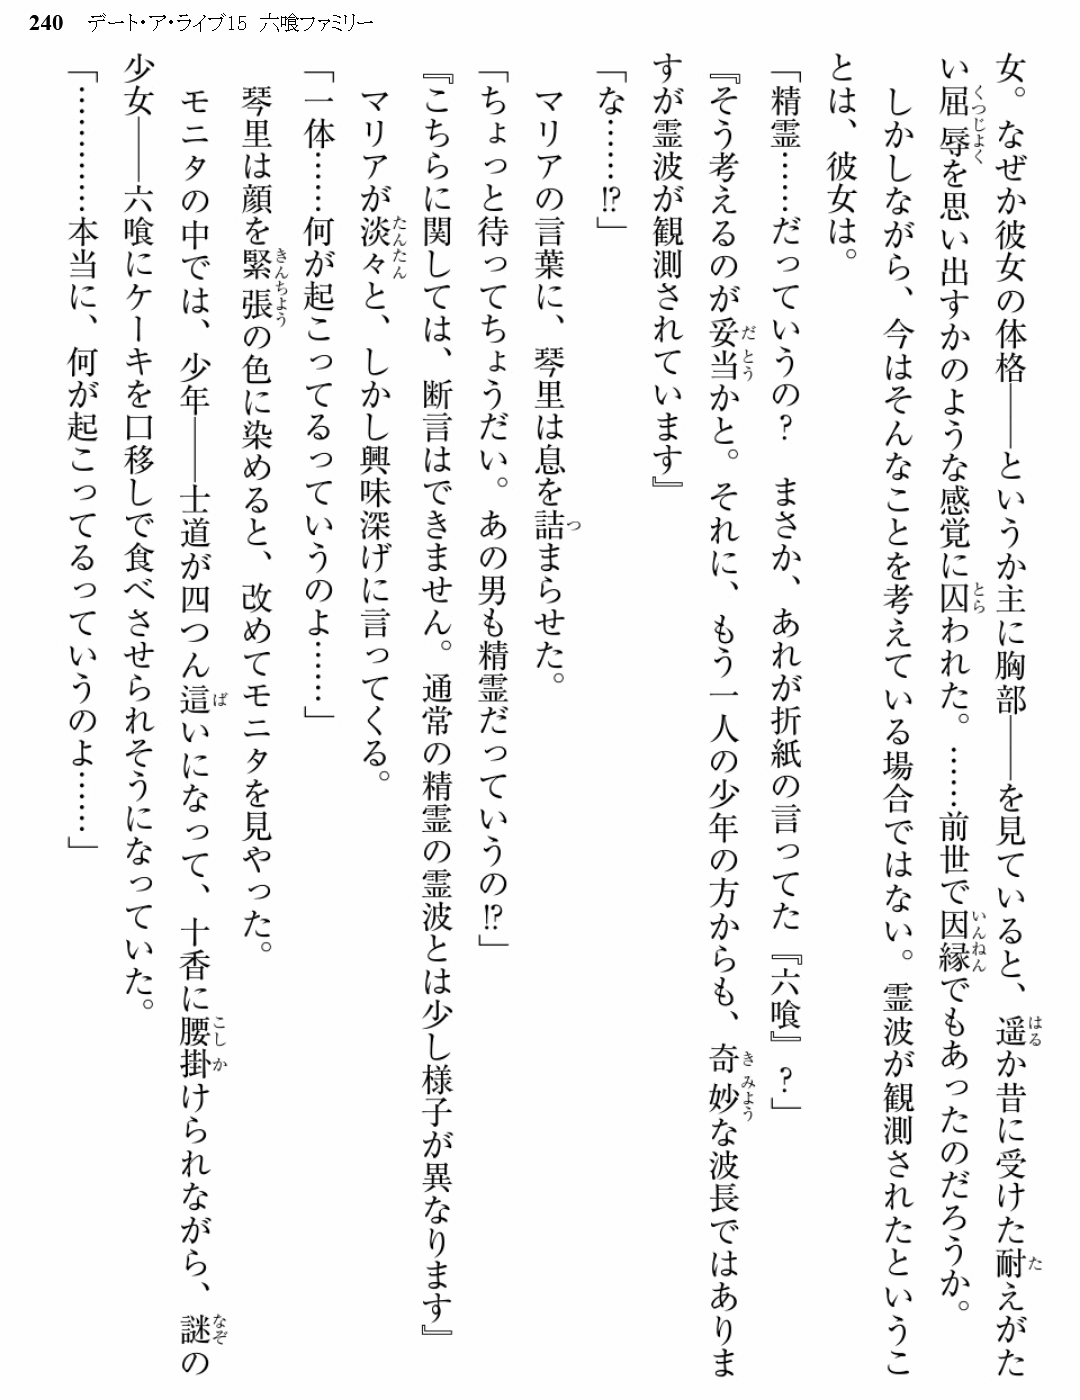 240 デート・ア・ライブ15 六喰ファミリー
女。なぜか彼女の体格――というか主に胸部――を見ていると、遥か昔に受けた耐えがた
い屈辱を思い出すかのような感覚に囚われた。……前世で因縁でもあったのだろうか。
しかしながら、今はそんなことを考えている場合ではない。霊波が観測されたというこ
とは、彼女は。
「精霊……だっていうの？　まさか、あれが折紙の言ってた『六喰』？」
『そう考えるのが妥当かと。それに、もう一人の少年の方からも、奇妙な波長ではありま
すが霊波が観測されています』
「な……⁉」
マリアの言葉に、琴里は息を詰まらせた。
「ちょっと待ってちょうだい。あの男も精霊だっていうの⁉」
『こちらに関しては、断言はできません。通常の精霊の霊波とは少し様子が異なります』
マリアが淡々と、しかし興味深げに言ってくる。
「一体……何が起こってるっていうのよ……」
琴里は顔を緊張の色に染めると、改めてモニタを見やった。
モニタの中では、少年――士道が四つん這いになって、十香に腰掛けられながら、謎の
少女――六喰にケーキを口移しで食べさせられそうになっていた。
「…………本当に、何が起こってるっていうのよ……」